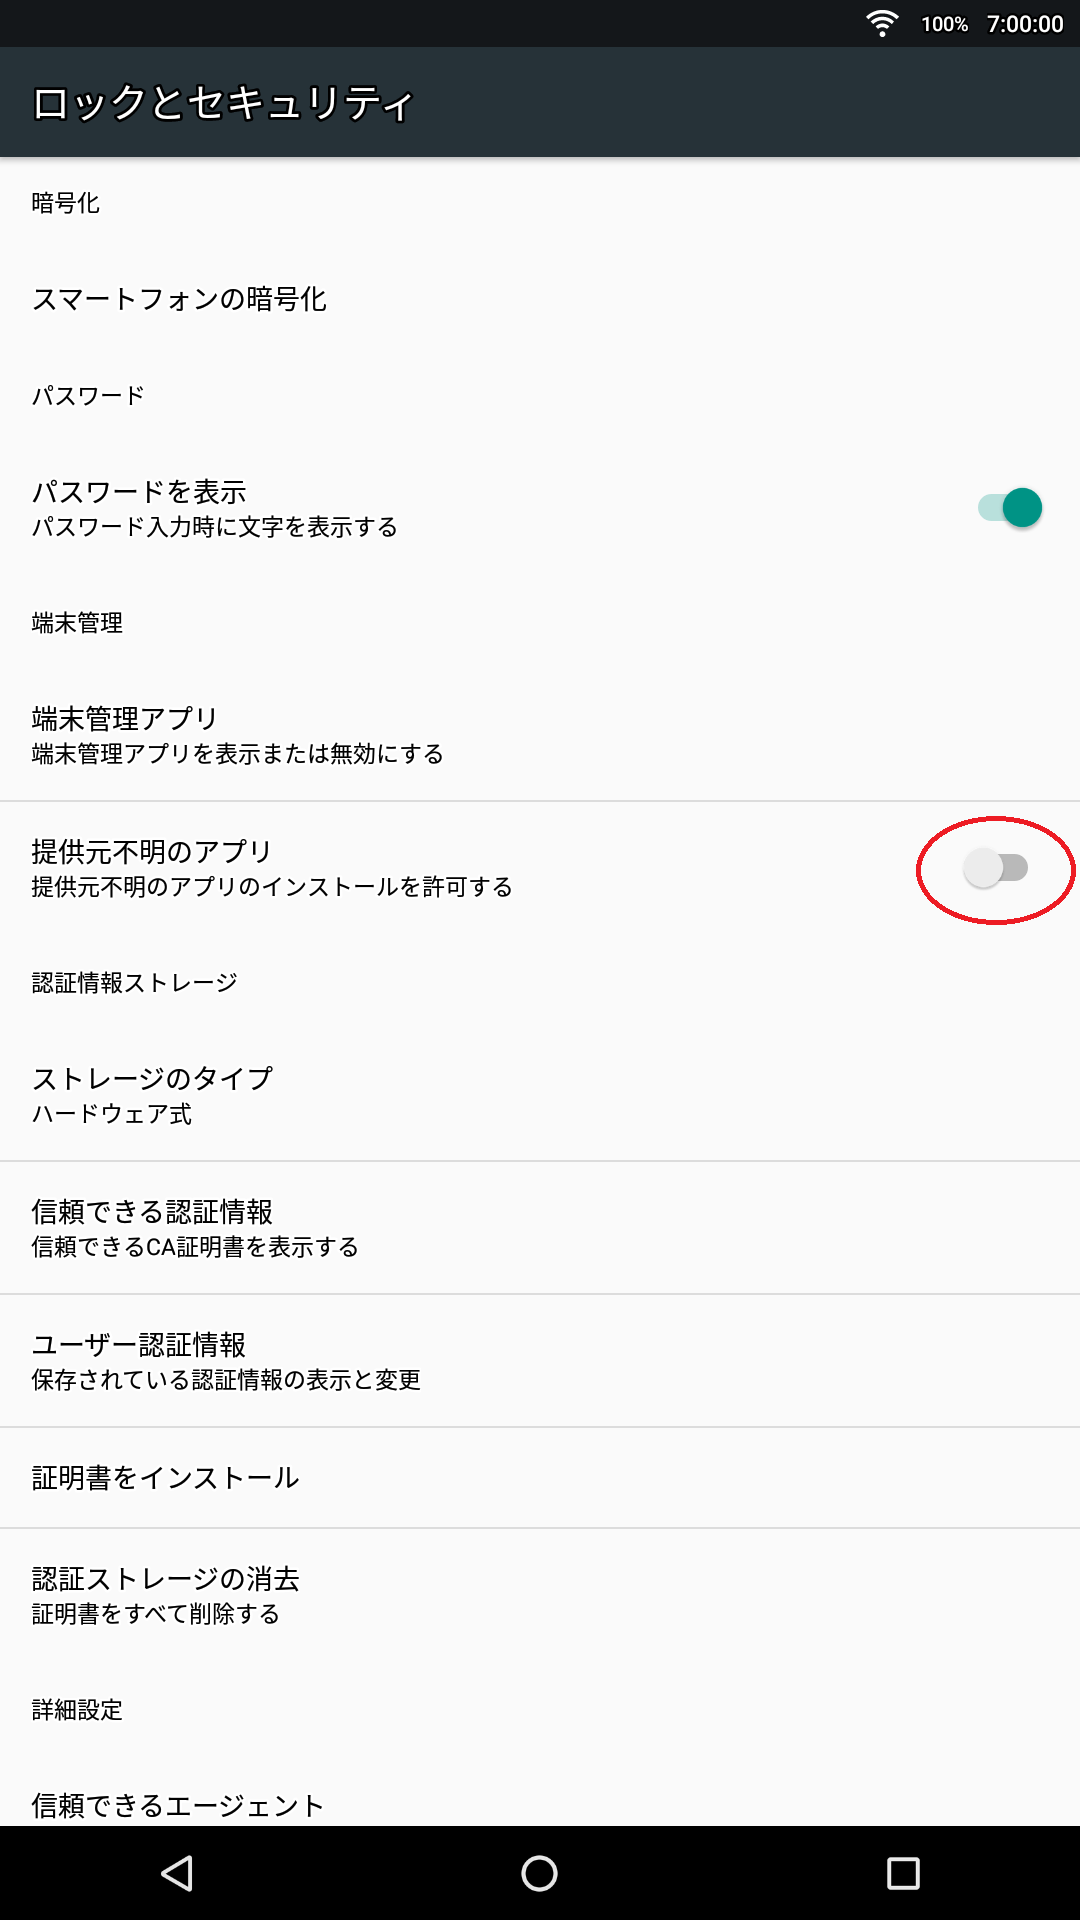 100% 7:00:00
ロックとセキュリティ
暗号化
スマートフォンの暗号化
パスワード
パスワードを表示
パスワード入力時に文字を表示する
端末管理
端末管理アプリ
端末管理アプリを表示または無効にする
提供元不明のアプリ
提供元不明のアプリのインストールを許可する
認証情報ストレージ
ストレージのタイプ
ハードウェア式
信頼できる認証情報
信頼できるCA証明書を表示する
ユーザー認証情報
保存されている認証情報の表示と変更
証明書をインストール
認証ストレージの消去
証明書をすべて削除する
詳細設定
信頼できるエージェント